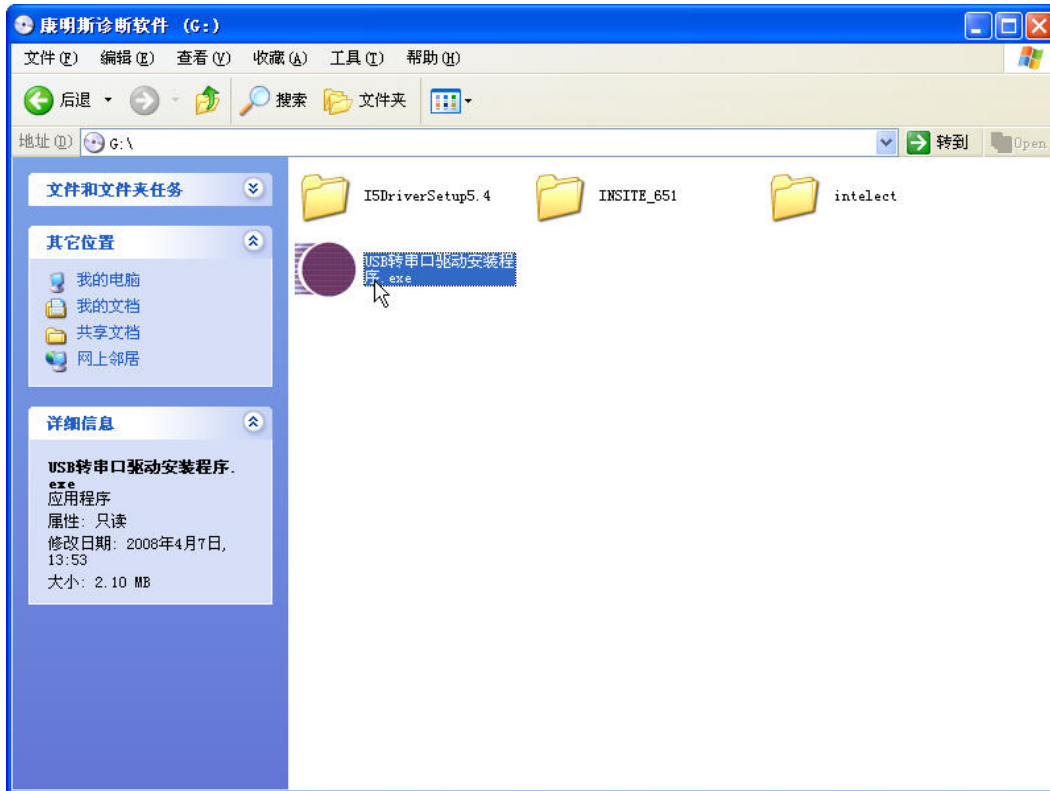 康明斯诊断软件 (G:)
文件(F) 编辑(E) 查看(V) 收藏(A) 工具(T) 帮助(H)
后退 搜索 文件夹
地址(D) G:\ 转到 Open
文件和文件夹任务
其它位置
我的电脑
我的文档
共享文档
网上邻居
详细信息
USB转串口驱动安装程序.
exe
应用程序
属性: 只读
修改日期: 2008年4月7日,
13:53
大小: 2.10 MB
I5DriverSetup5.4 INSITE_651 intelect
USB转串口驱动安装程
序.exe